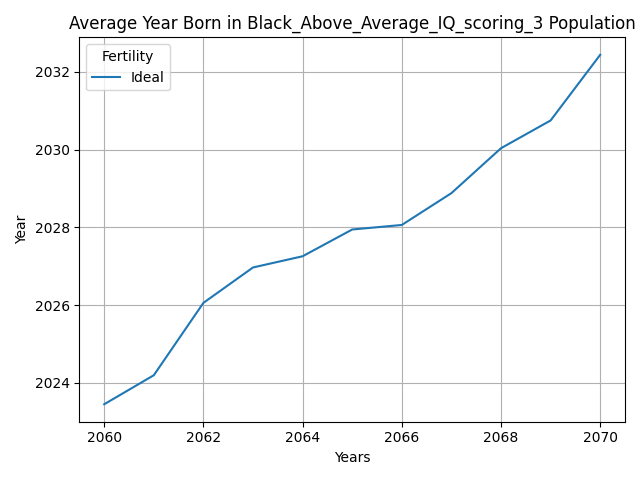 Average Year Born in Black_Above_Average_IQ_scoring_3 Population
Fertility
Ideal
2032
2030
2028
2026
2024
Year
2060 2062 2064 2066 2068 2070
Years